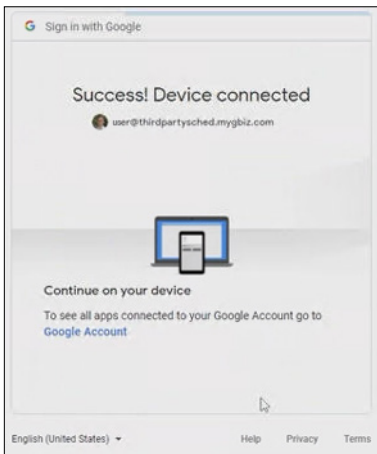 Sign in with Google
Success! Device connected
user@thirdpartysched.mygbiz.com
Continue on your device
To see all apps connected to your Google Account go to
Google Account
English (United States)
Help Privacy Terms